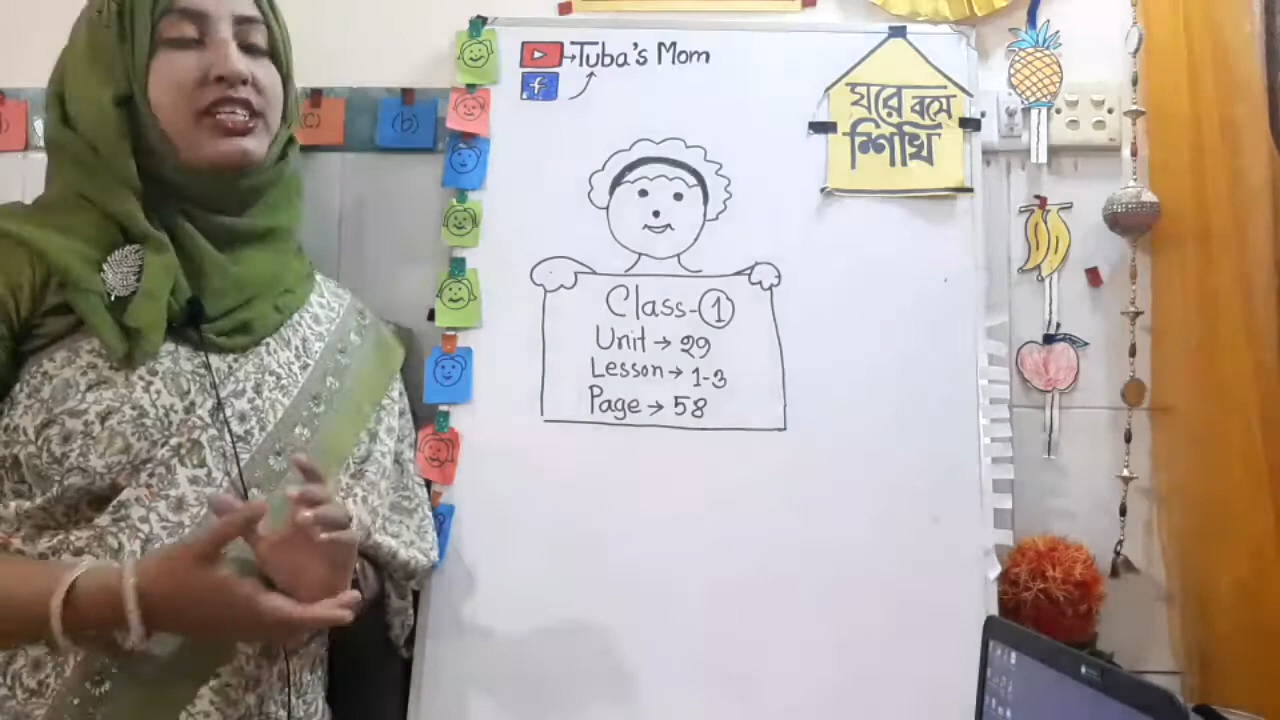 Tuba's Mom
f
ঘরে বসে
শিখি
(c)
(b)
Class-1
Unit → 29
Lesson → 1-3
Page → 58